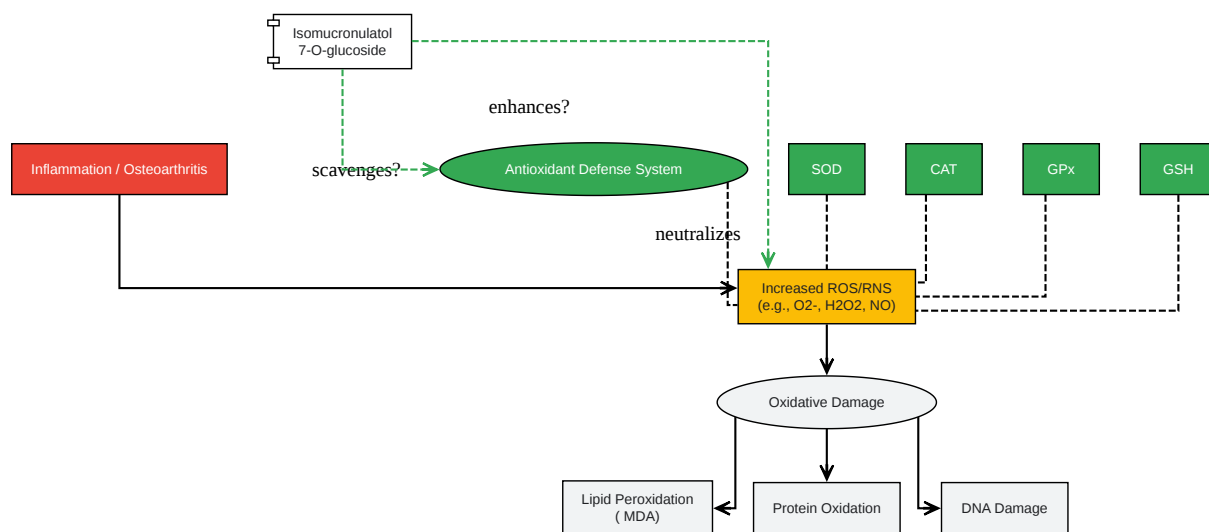 Isomucronulatol
7-O-glucoside
enhances?
Inflammation / Osteoarthritis
scavenges?
Antioxidant Defense System
SOD
CAT
GPx
GSH
neutralizes
Increased ROS/RNS
(e.g., O2-, H2O2, NO)
Oxidative Damage
Lipid Peroxidation
( MDA)
Protein Oxidation
DNA Damage